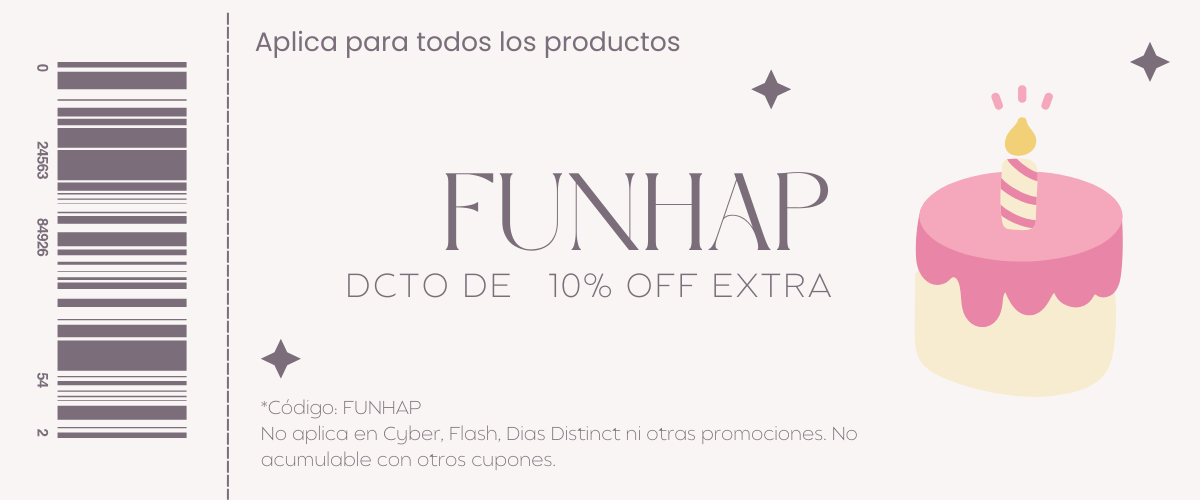 0 24563 84926 54 2
Aplica para todos los productos
FUNHAP
DCTO DE 10% OFF EXTRA
*Código: FUNHAP
No aplica en Cyber, Flash, Dias Distinct ni otras promociones. No
acumulable con otros cupones.